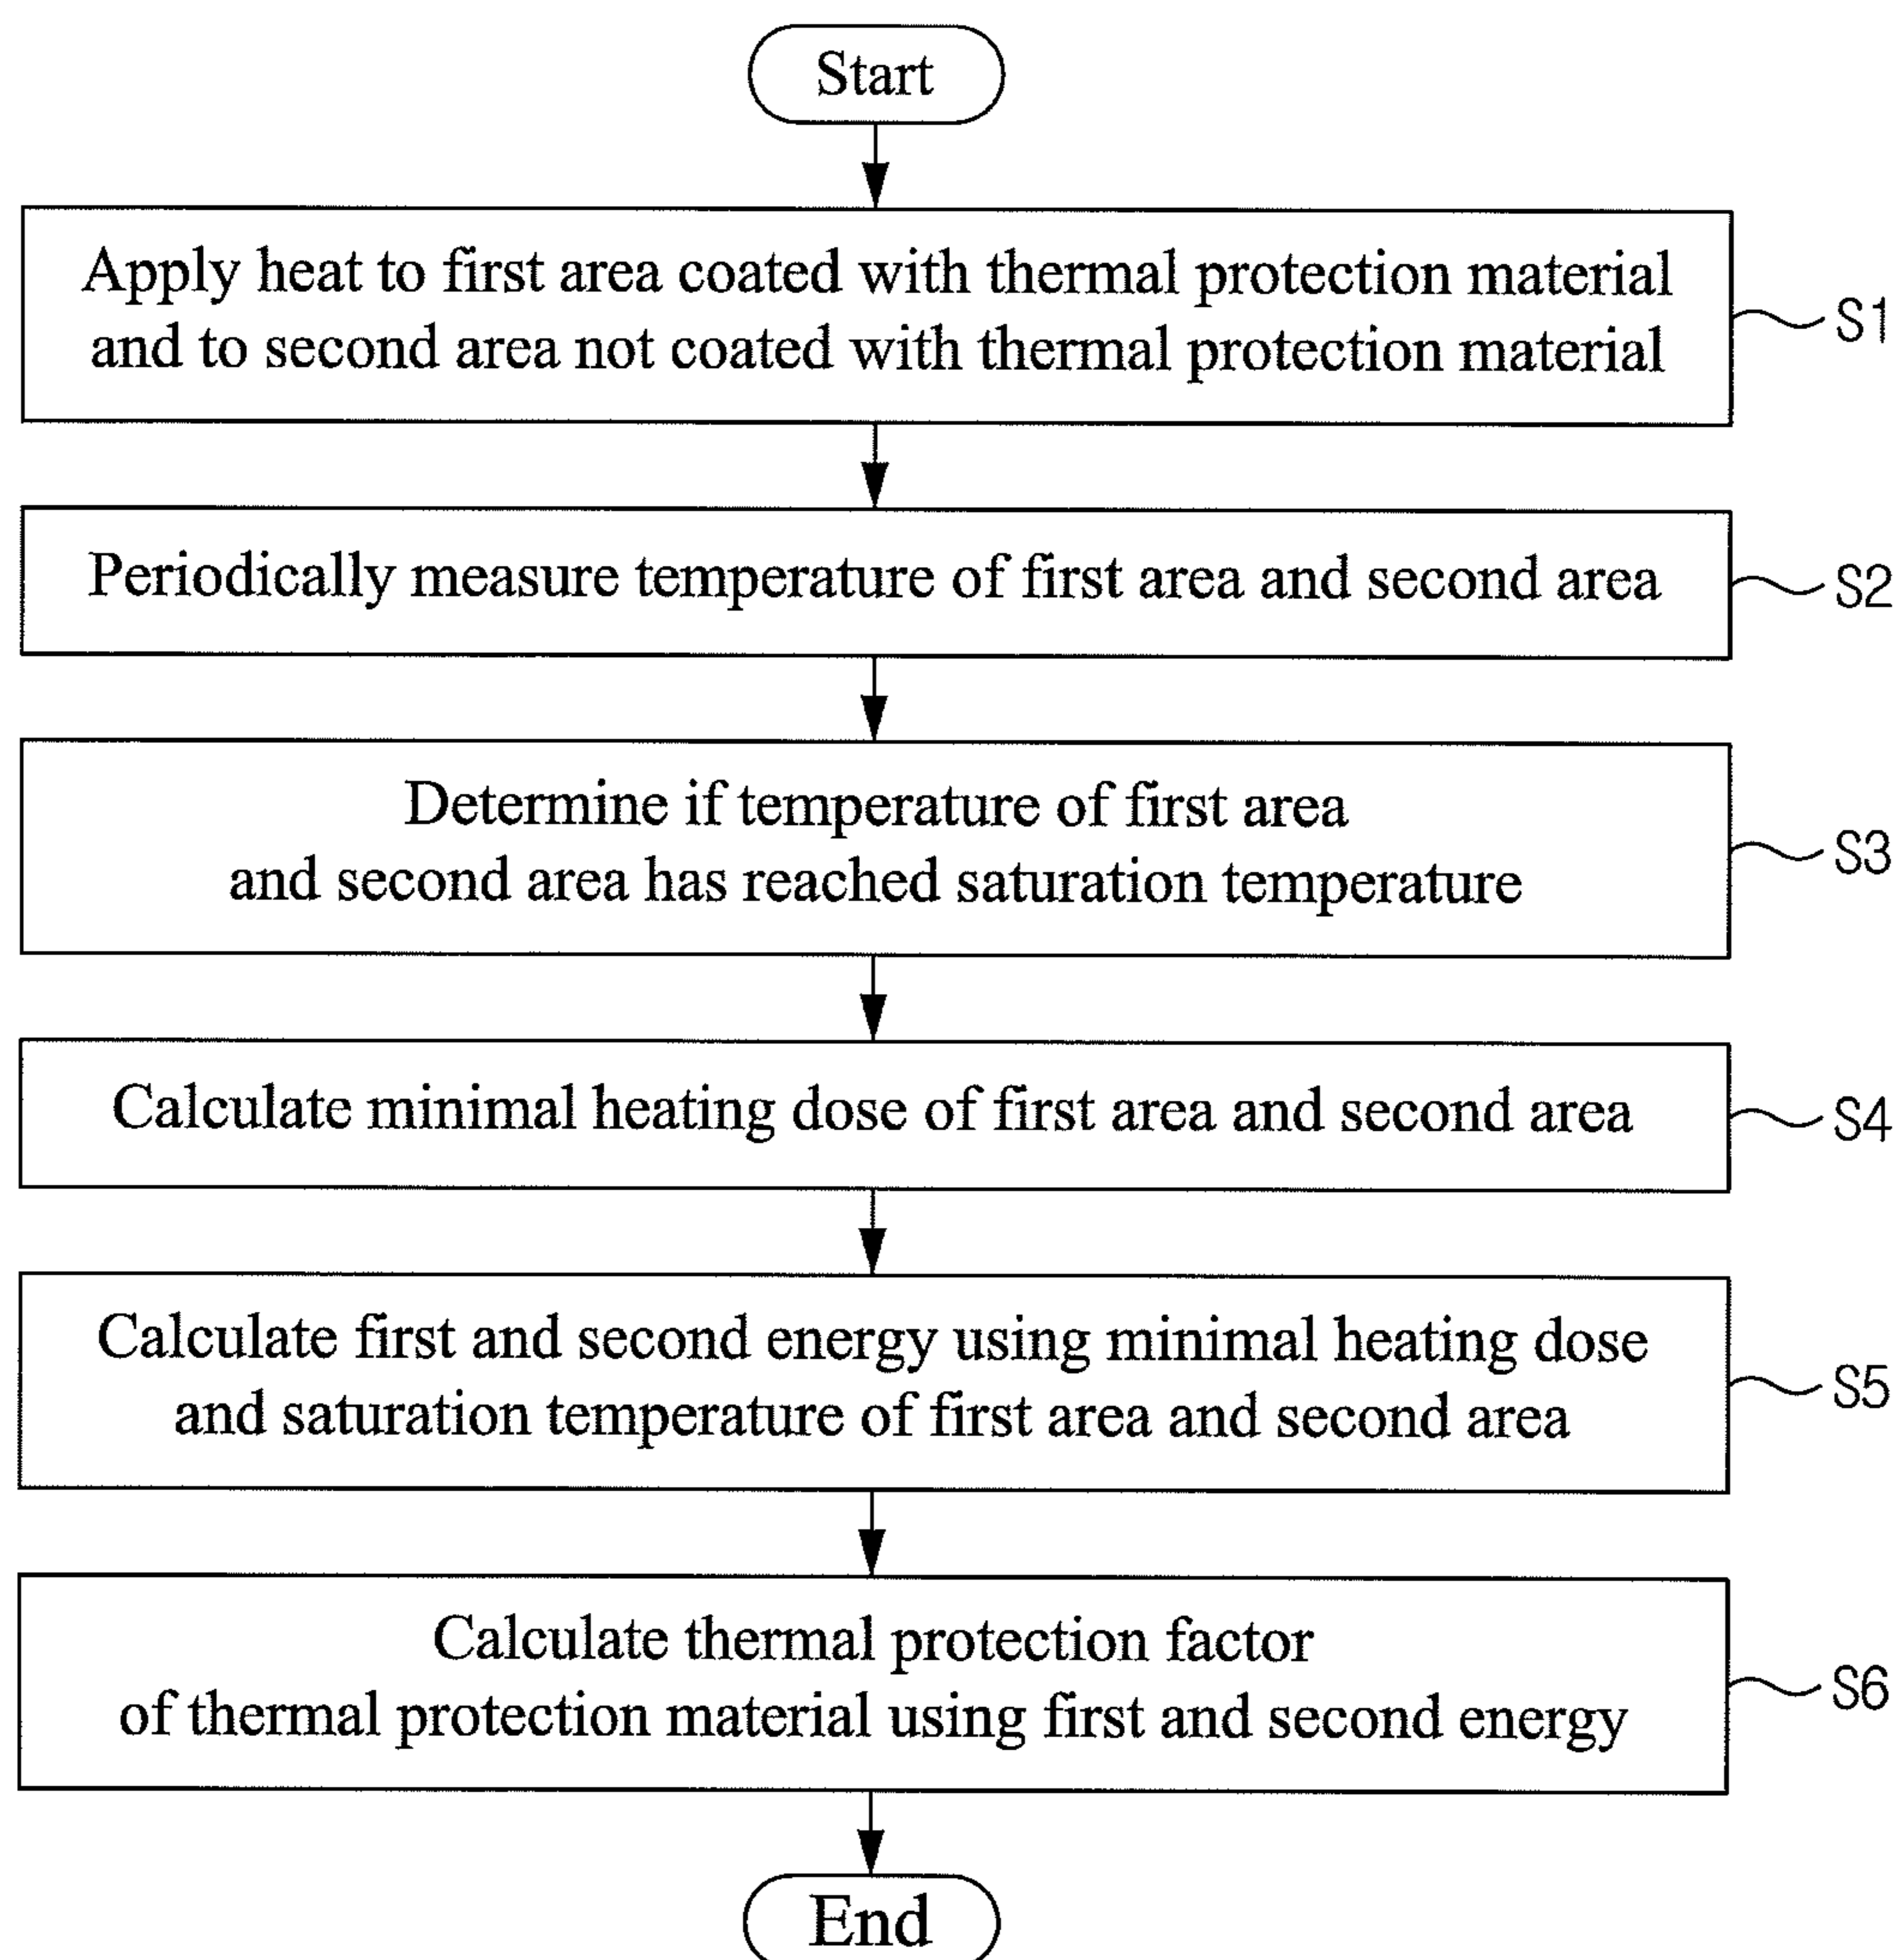 Start
Apply heat to first area coated with thermal protection material
and to second area not coated with thermal protection material
S1
Periodically measure temperature of first area and second area
S2
Determine if temperature of first area
and second area has reached saturation temperature
S3
Calculate minimal heating dose of first area and second area
S4
Calculate first and second energy using minimal heating dose
and saturation temperature of first area and second area
S5
Calculate thermal protection factor
of thermal protection material using first and second energy
S6
End